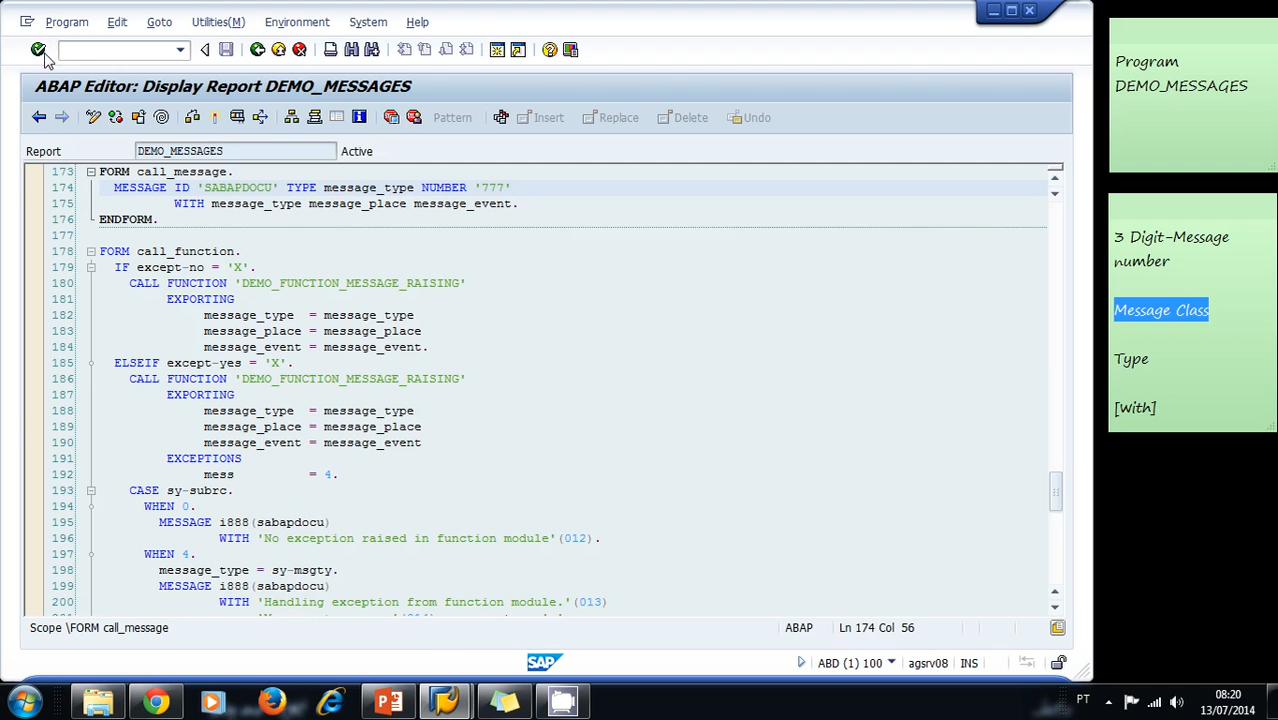 Program Edit Goto Utilities(M) Environment System Help
ABAP Editor: Display Report DEMO_MESSAGES
Pattern Insert Replace Delete Undo
Report DEMO_MESSAGES Active
173 FORM call_message.
174 MESSAGE ID 'SABAPDOCU' TYPE message_type NUMBER '777'
175 WITH message_type message_place message_event.
176 ENDFORM.
177
178 FORM call_function.
179 IF except-no = 'X'.
180 CALL FUNCTION 'DEMO_FUNCTION_MESSAGE_RAISING'
181 EXPORTING
182 message_type = message_type
183 message_place = message_place
184 message_event = message_event.
185 ELSEIF except-yes = 'X'.
186 CALL FUNCTION 'DEMO_FUNCTION_MESSAGE_RAISING'
187 EXPORTING
188 message_type = message_type
189 message_place = message_place
190 message_event = message_event
191 EXCEPTIONS
192 mess = 4.
193 CASE sy-subrc.
194 WHEN 0.
195 MESSAGE i888(sabapdocu)
196 WITH 'No exception raised in function module'(012).
197 WHEN 4.
198 message_type = sy-msgty.
199 MESSAGE i888(sabapdocu)
200 WITH 'Handling exception from function module.'(013)
Scope \FORM call_message ABAP Ln 174 Col 56
SAP ABD (1) 100 agsrv08 INS
Program
DEMO_MESSAGES
3 Digit-Message
number
Message Class
Type
[With]
PT 08:20
13/07/2014